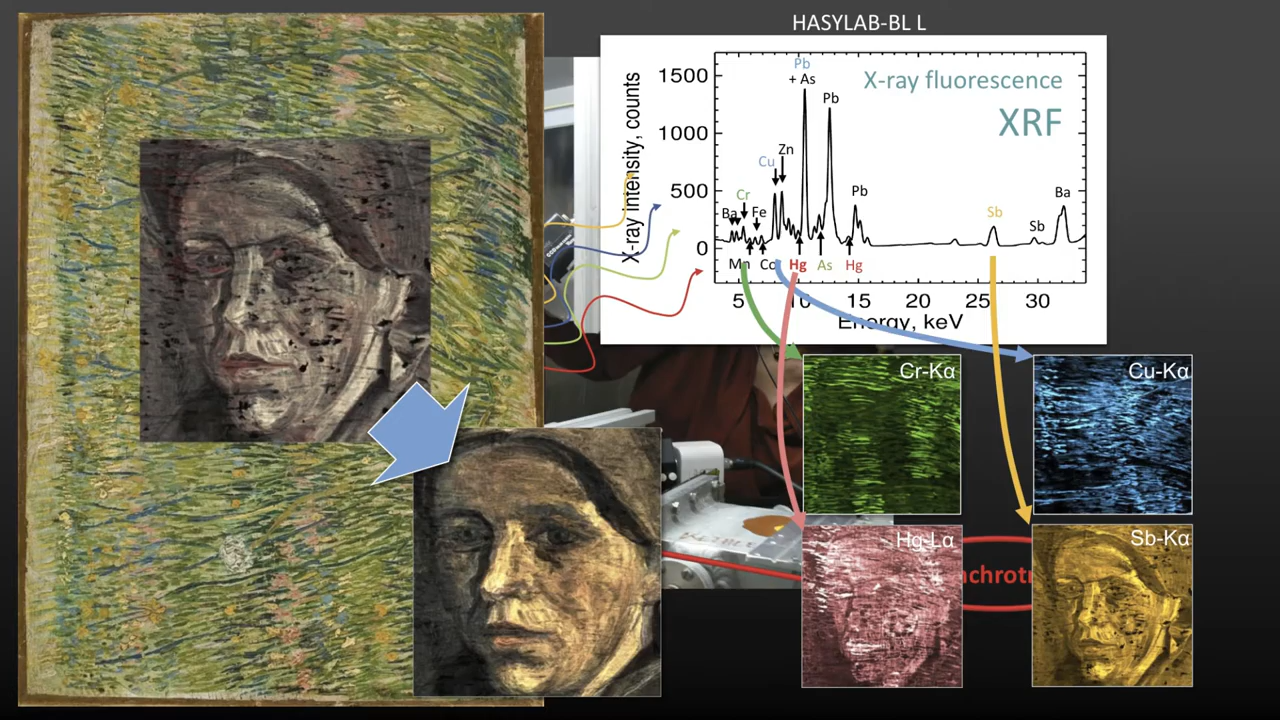 HASYLAB-BL L
X-ray fluorescence
XRF
X-ray intensity, counts
1500
1000
500
0
Pb
+ As
Pb
Zn
Cu
Cr
Ba
Fe
Pb
Sb
Sb
Ba
Mn
Co
Hg
As
Hg
5
10
15
20
25
30
Energy, keV
Cr-Kα
Cu-Kα
Hg-Lα
Sb-Kα